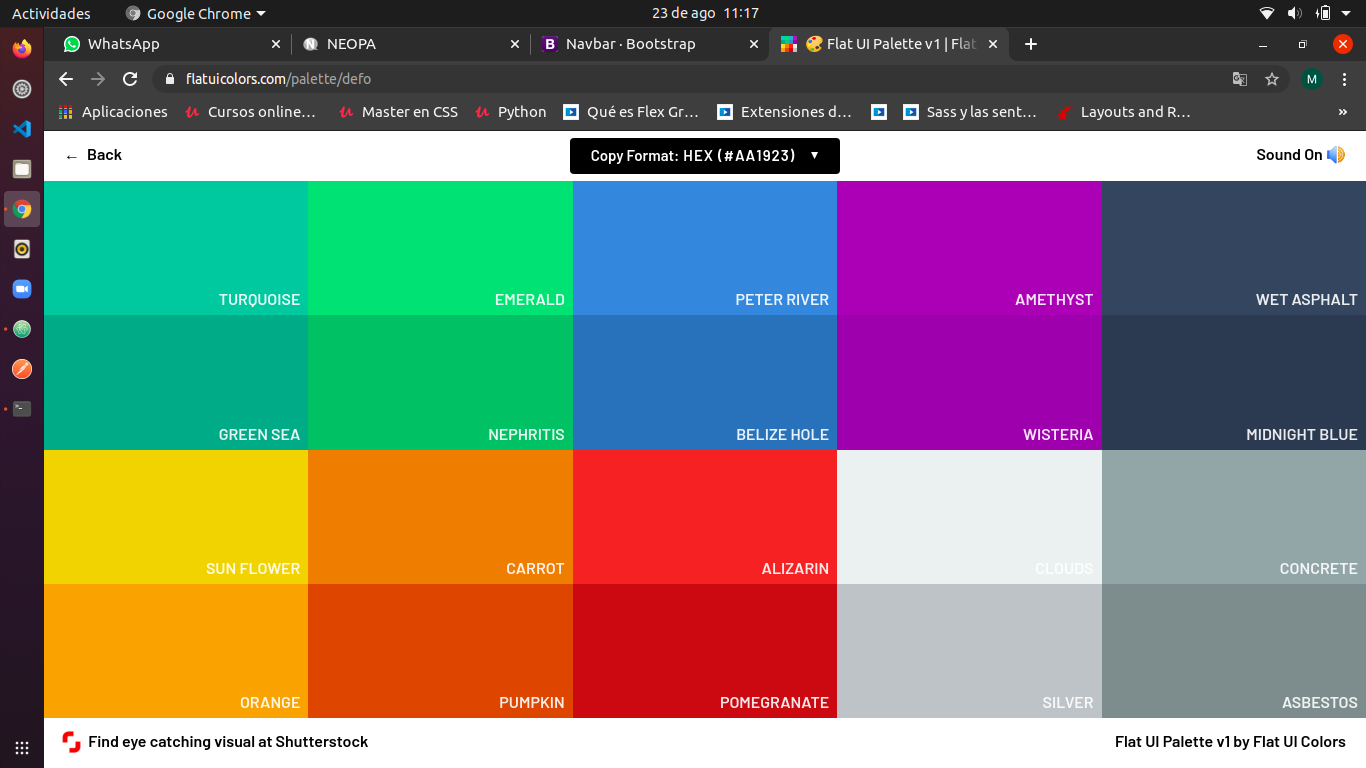 Actividades Google Chrome 23 de ago 11:17
WhatsApp NEOPA Navbar · Bootstrap Flat UI Palette v1 | Flat
flatuicolors.com/palette/defo M
Aplicaciones Cursos online… Master en CSS Python Qué es Flex Gr… Extensiones d… Sass y las sent… Layouts and R… »
← Back Copy Format: HEX (#AA1923) ▼ Sound On
TURQUOISE EMERALD PETER RIVER AMETHYST WET ASPHALT
GREEN SEA NEPHRITIS BELIZE HOLE WISTERIA MIDNIGHT BLUE
SUN FLOWER CARROT ALIZARIN CLOUDS CONCRETE
ORANGE PUMPKIN POMEGRANATE SILVER ASBESTOS
Find eye catching visual at Shutterstock Flat UI Palette v1 by Flat UI Colors